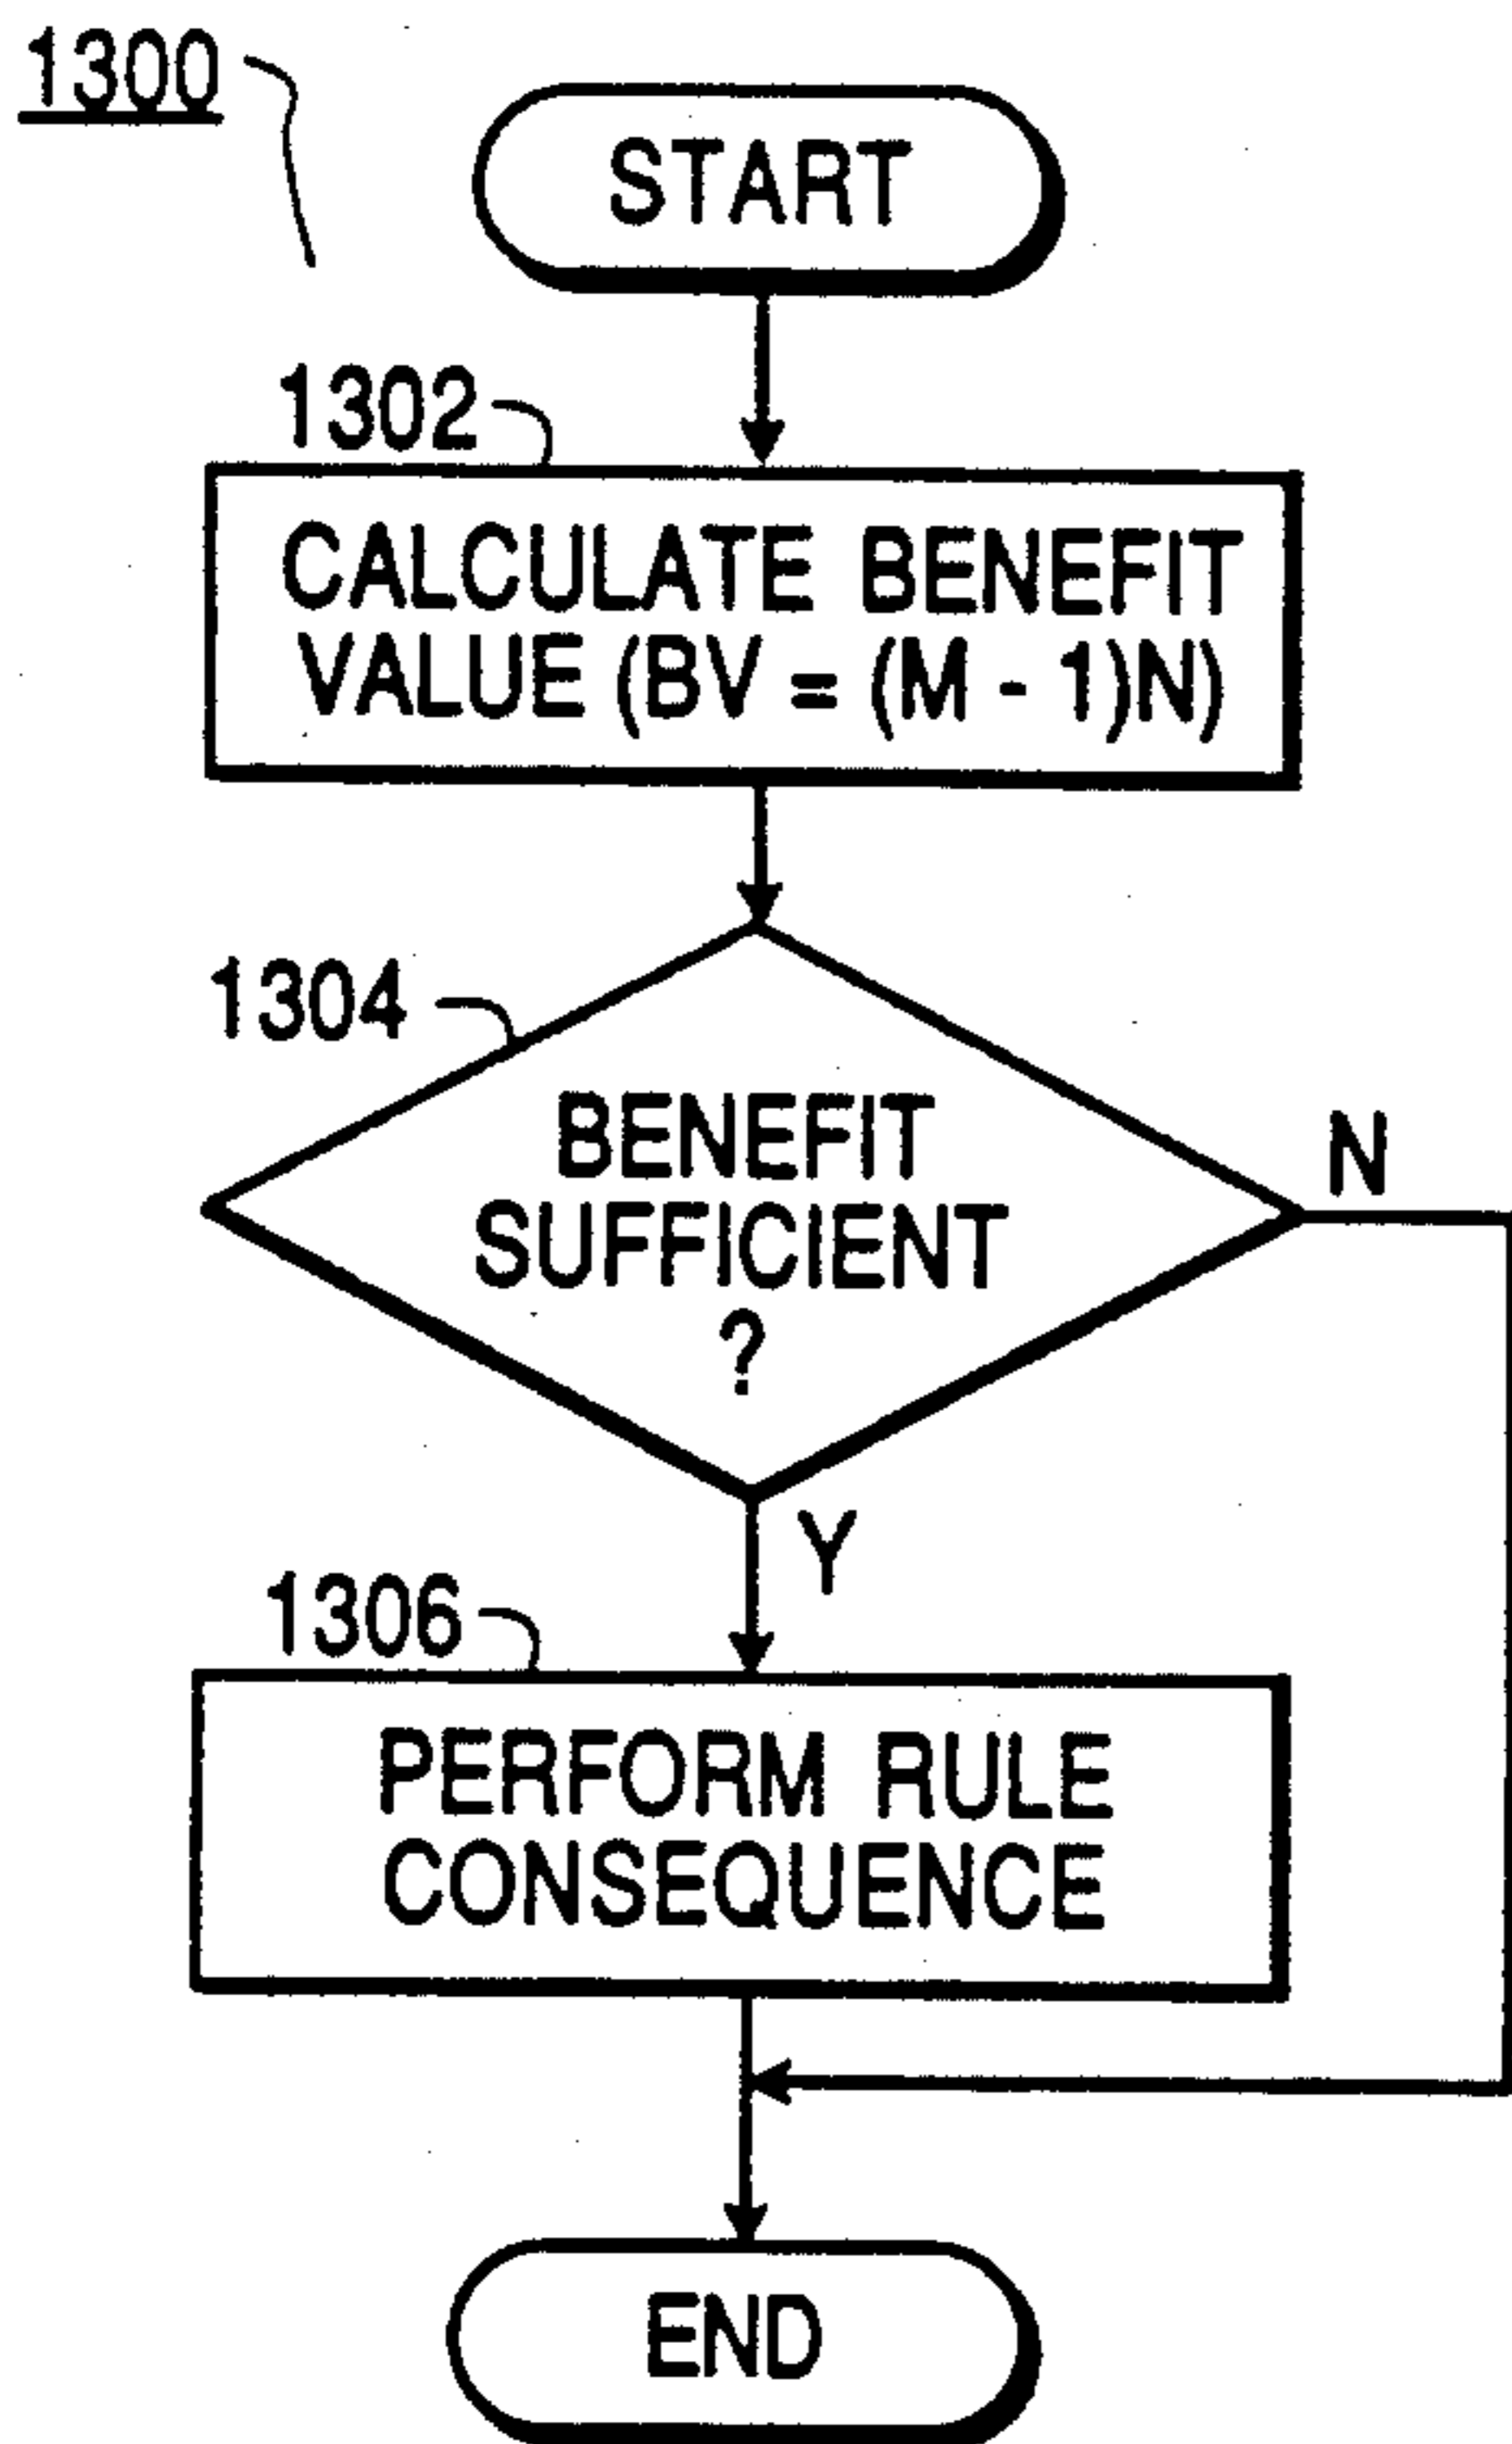 1300
START
1302
CALCULATE BENEFIT
VALUE (BV = (M - 1)N)
1304
BENEFIT
SUFFICIENT
?
N
Y
1306
PERFORM RULE
CONSEQUENCE
END